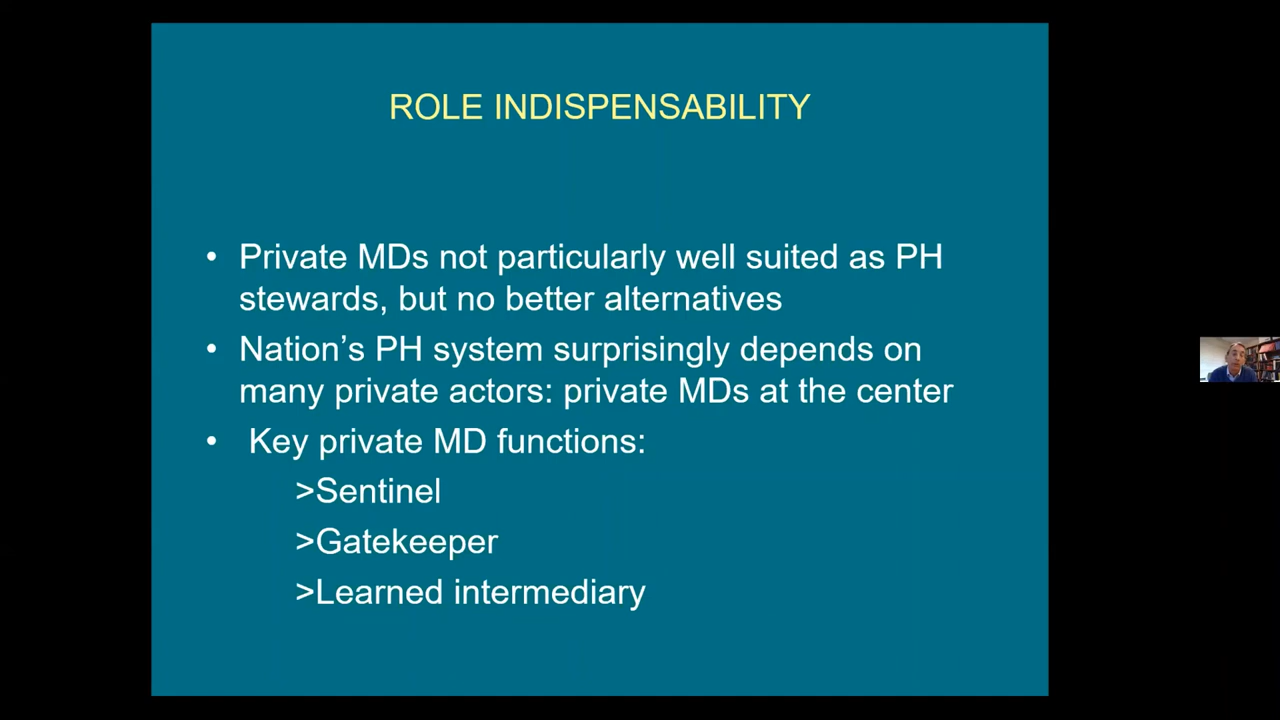 ROLE INDISPENSABILITY
• Private MDs not particularly well suited as PH
stewards, but no better alternatives
• Nation’s PH system surprisingly depends on
many private actors: private MDs at the center
• Key private MD functions:
>Sentinel
>Gatekeeper
>Learned intermediary